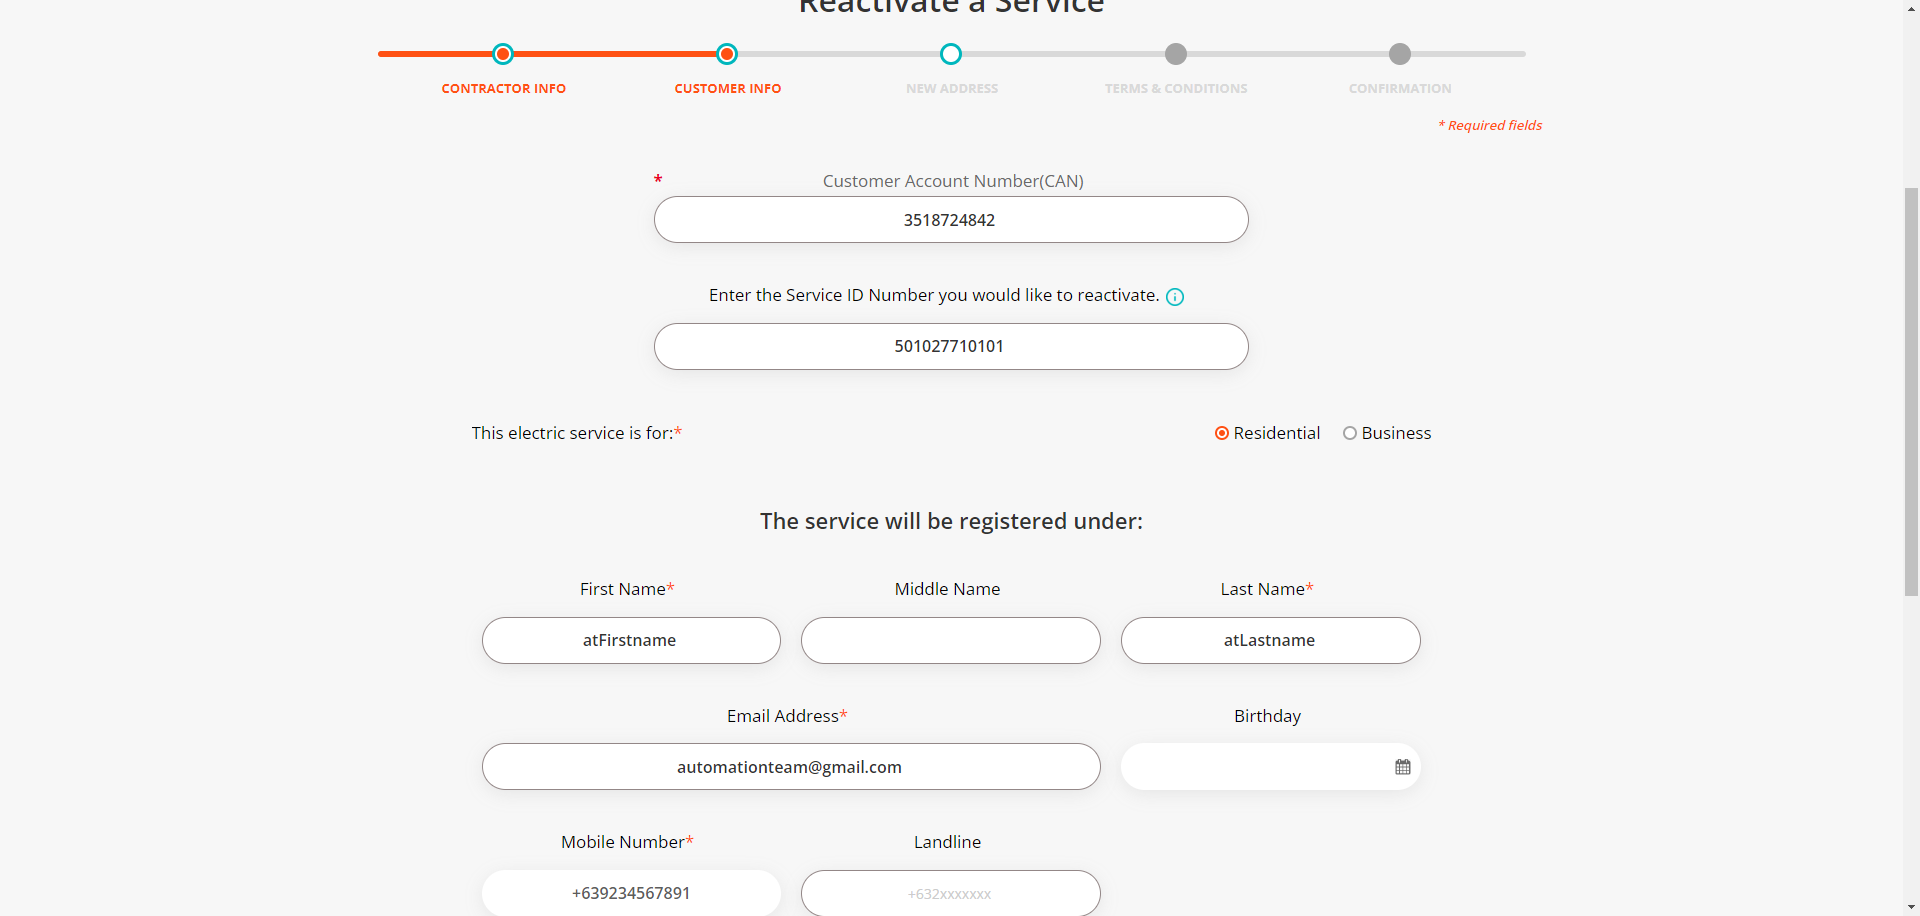 Reactivate a Service
CONTRACTOR INFO CUSTOMER INFO NEW ADDRESS TERMS & CONDITIONS CONFIRMATION
* Required fields
* Customer Account Number(CAN)
3518724842
Enter the Service ID Number you would like to reactivate.
501027710101
This electric service is for:* Residential Business
The service will be registered under:
First Name* Middle Name Last Name*
atFirstname atLastname
Email Address* Birthday
automationteam@gmail.com
Mobile Number* Landline
+639234567891 +632xxxxxxx